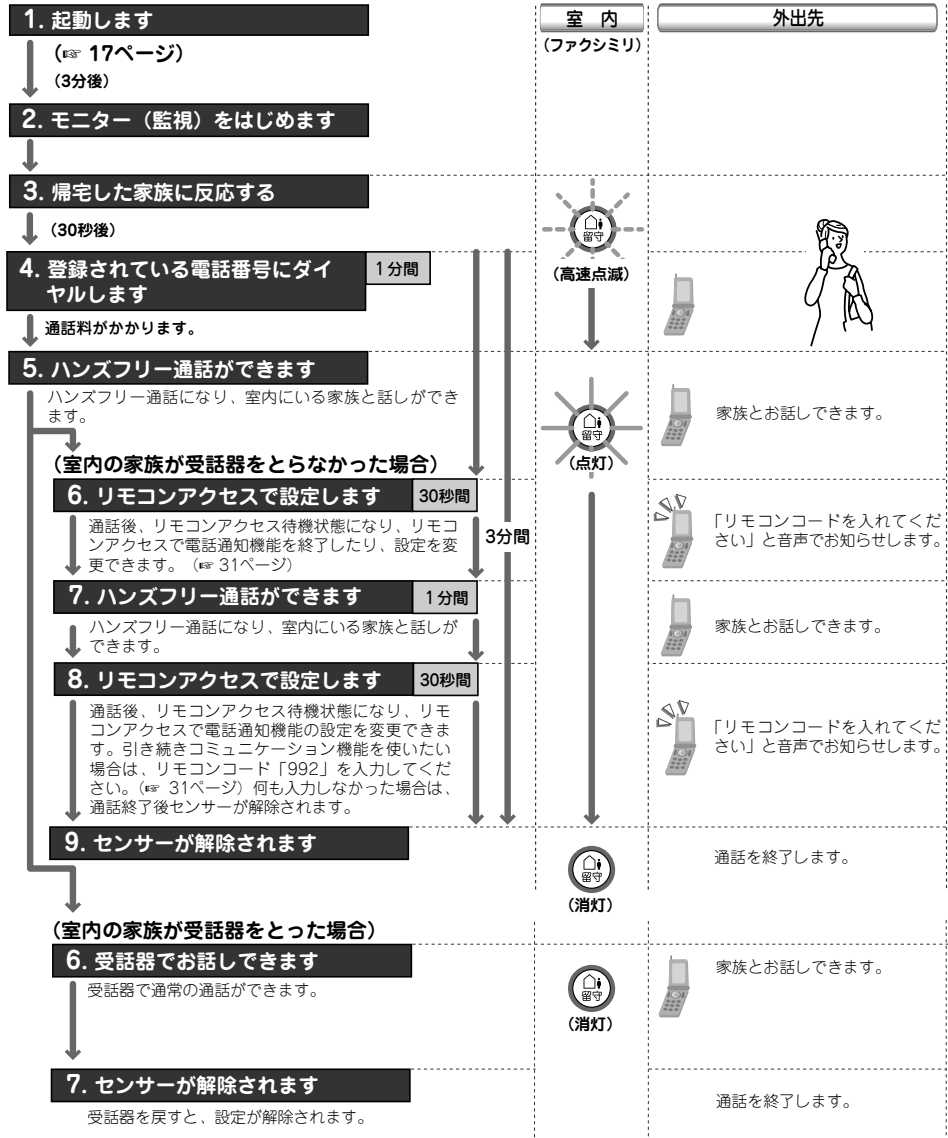 1. 起動します
(☞ 17ページ)
(3分後)
2. モニター（監視）をはじめます
3. 帰宅した家族に反応する
(30秒後)
4. 登録されている電話番号にダイ
ヤルします
1分間
通話料がかかります。
5. ハンズフリー通話ができます
ハンズフリー通話になり、室内にいる家族と話しができ
ます。
(室内の家族が受話器をとらなかった場合)
6. リモコンアクセスで設定します
30秒間
通話後、リモコンアクセス待機状態になり、リモコ
ンアクセスで電話通知機能を終了したり、設定を変
更できます。（☞ 31ページ）
3分間
7. ハンズフリー通話ができます
1分間
ハンズフリー通話になり、室内にいる家族と話しが
できます。
8. リモコンアクセスで設定します
30秒間
通話後、リモコンアクセス待機状態になり、リモ
コンアクセスで電話通知機能の設定を変更できま
す。引き続きコミュニケーション機能を使いたい
場合は、リモコンコード「992」を入力してくだ
さい。(☞ 31ページ）何も入力しなかった場合は、
通話終了後センサーが解除されます。
9. センサーが解除されます
(室内の家族が受話器をとった場合)
6. 受話器でお話しできます
受話器で通常の通話ができます。
7. センサーが解除されます
受話器を戻すと、設定が解除されます。
室 内
(ファクシミリ)
留守
(高速点滅)
留守
(点灯)
留守
(消灯)
留守
(消灯)
外出先
家族とお話しできます。
「リモコンコードを入れてくだ
さい」と音声でお知らせします。
家族とお話しできます。
「リモコンコードを入れてくだ
さい」と音声でお知らせします。
通話を終了します。
家族とお話しできます。
通話を終了します。